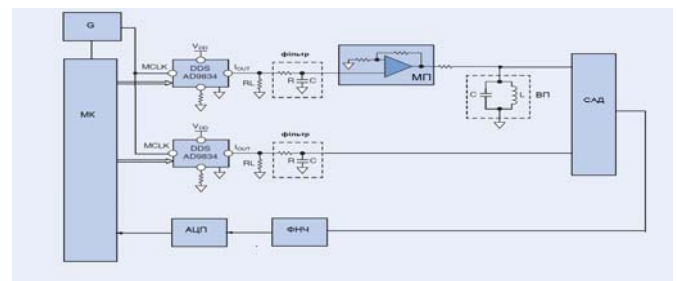 G
MCLK
VDD
DDS
AD9834
IOUT
RL
фільтр
R
C
МП
C
L
ВП
САД
МК
MCLK
VDD
DDS
AD9834
IOUT
RL
фільтр
R
C
АЦП
ФНЧ